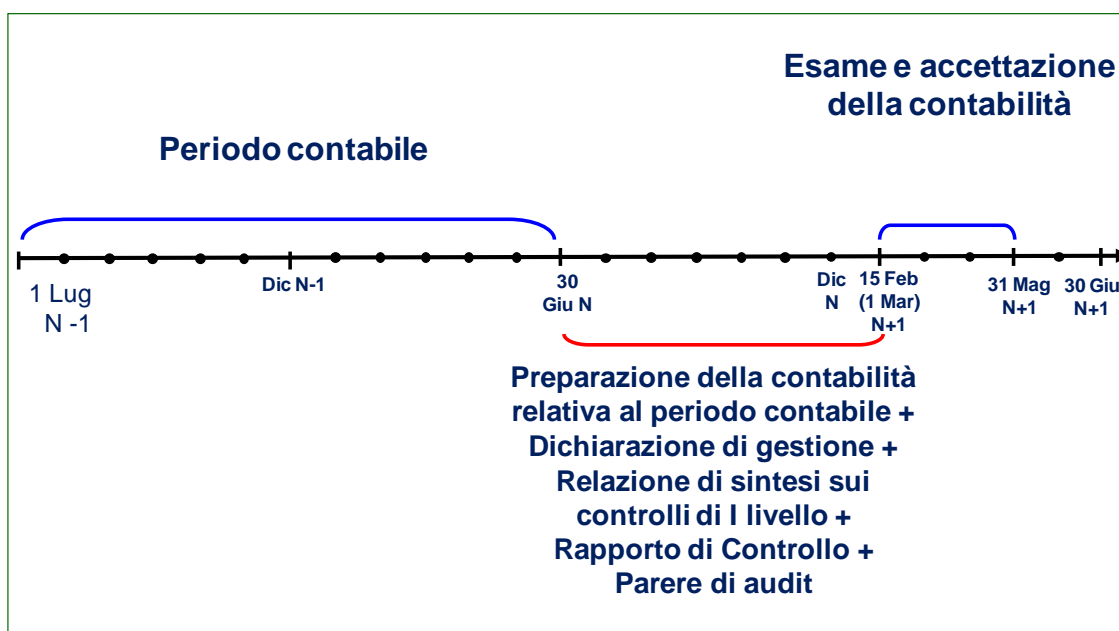 Esame e accettazione
della contabilità
Periodo contabile
1 Lug
N -1
Dic N-1
30
Giu N
Dic
N
15 Feb
(1 Mar)
N+1
31 Mag
N+1
30 Giu
N+1
Preparazione della contabilità
relativa al periodo contabile +
Dichiarazione di gestione +
Relazione di sintesi sui
controlli di I livello +
Rapporto di Controllo +
Parere di audit